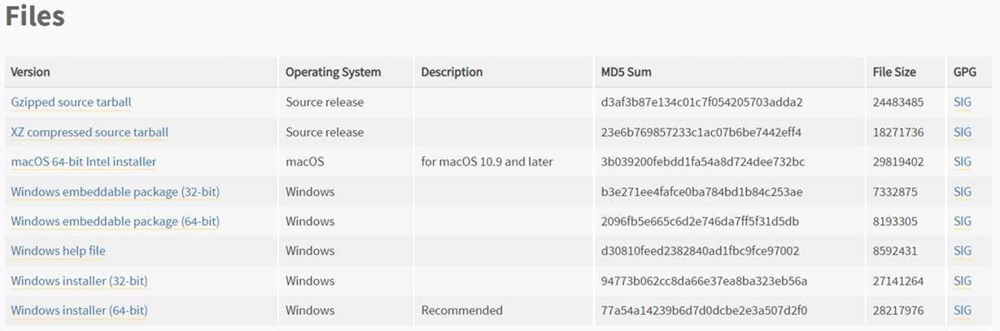 Files
Version Operating System Description MD5 Sum File Size GPG
Gzipped source tarball Source release d3af3b87e134c01c7f054205703adda2 24483485 SIG
XZ compressed source tarball Source release 23e6b769857233c1ac07b6be7442eff4 18271736 SIG
macOS 64-bit Intel installer macOS for macOS 10.9 and later 3b039200febdd1fa54a8d724dee732bc 29819402 SIG
Windows embeddable package (32-bit) Windows b3e271ee4fafce0ba784bd1b84c253ae 7332875 SIG
Windows embeddable package (64-bit) Windows 2096fb5e665c6d2e746da7ff5f31d5db 8193305 SIG
Windows help file Windows d30810feed2382840ad1fbc9fce97002 8592431 SIG
Windows installer (32-bit) Windows 94773b062cc8da66e37ea8ba323eb56a 27141264 SIG
Windows installer (64-bit) Windows Recommended 77a54a14239b6d7d0dcbe2e3a507d2f0 28217976 SIG